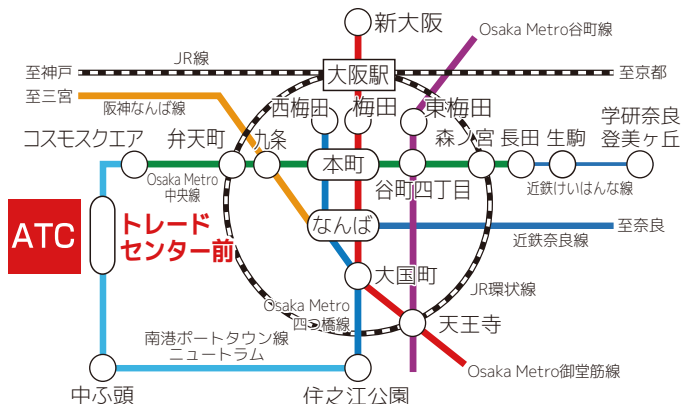 新大阪
Osaka Metro谷町線
JR線
至神戸
大阪駅
至京都
至三宮
阪神なんば線
西梅田
梅田
東梅田
学研奈良
登美ヶ丘
コスモスクエア
弁天町
九条
本町
森ノ宮
長田
生駒
Osaka Metro
中央線
谷町四丁目
近鉄けいはんな線
ATC
トレード
センター前
なんば
至奈良
近鉄奈良線
大国町
JR環状線
Osaka Metro
四つ橋線
天王寺
南港ポートタウン線
ニュートラム
Osaka Metro御堂筋線
中ふ頭
住之江公園